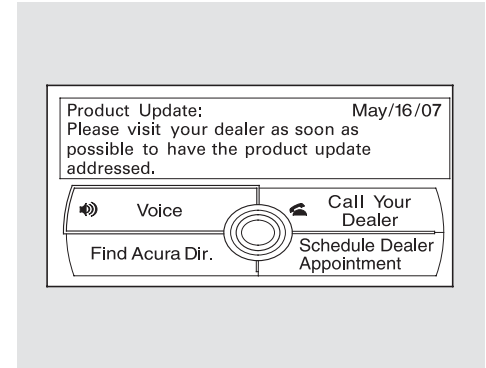 Product Update: May/16/07
Please visit your dealer as soon as
possible to have the product update
addressed.
Voice
Call Your
Dealer
Find Acura Dir.
Schedule Dealer
Appointment